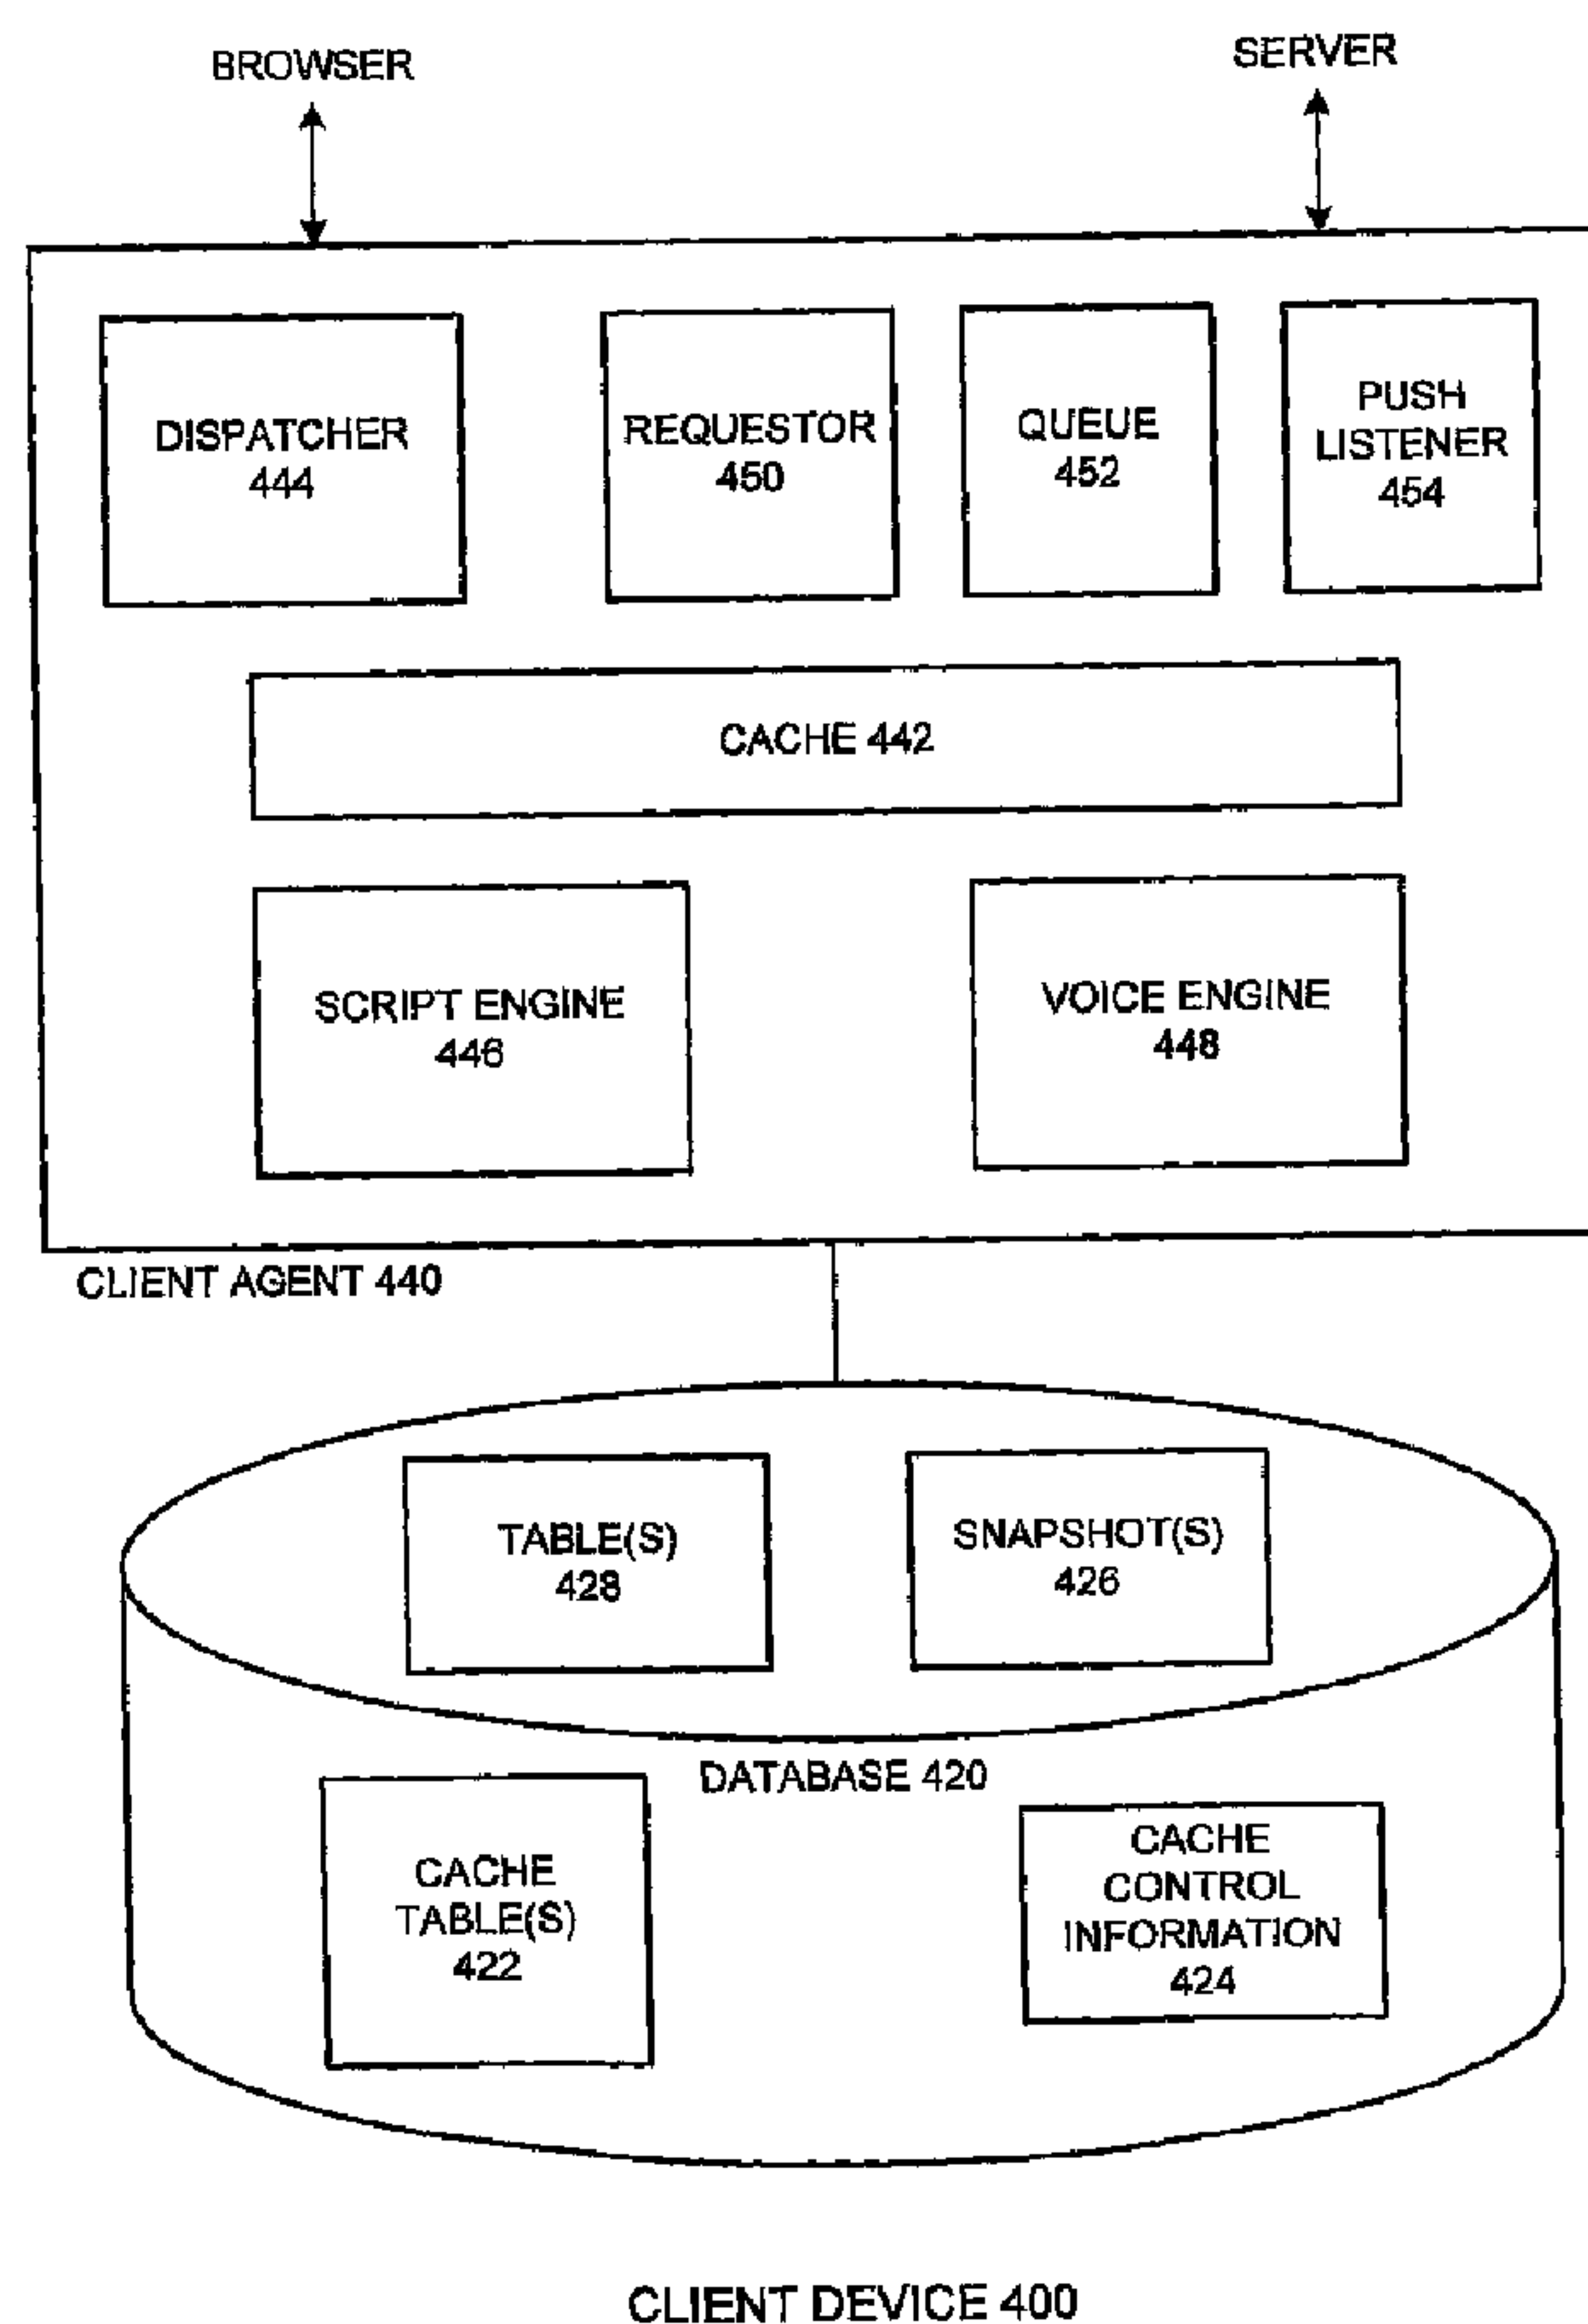 BROWSER
SERVER
DISPATCHER
444
REQUESTOR
450
QUEUE
452
PUSH
LISTENER
454
CACHE 442
SCRIPT ENGINE
446
VOICE ENGINE
448
CLIENT AGENT 440
TABLE(S)
428
SNAPSHOT(S)
426
DATABASE 420
CACHE
TABLE(S)
422
CACHE
CONTROL
INFORMATION
424
CLIENT DEVICE 400